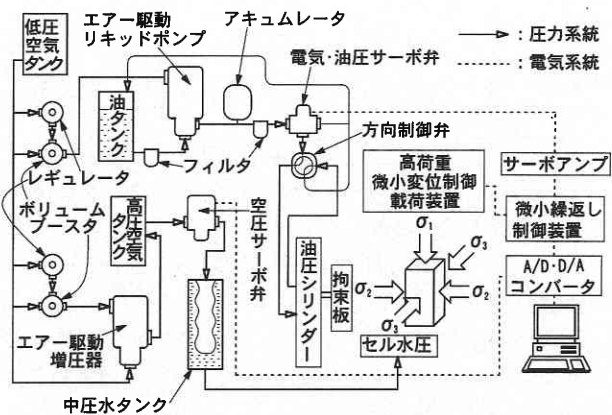 低圧
空気
タンク
エアー駆動
リキッドポンプ
アキュムレータ
電気・油圧サーボ弁
：圧力系統
：電気系統
油タンク
フィルタ
方向制御弁
レギュレータ
ボリューム
ブースタ
高圧空気
タンク
空圧サーボ弁
高荷重
微小変位制御
載荷装置
サーボアンプ
微小繰返し
制御装置
A/D・D/A
コンバータ
油圧シリンダー
拘束板
σ1
σ3
σ2
σ2
σ3
セル水圧
エアー駆動
増圧器
中圧水タンク